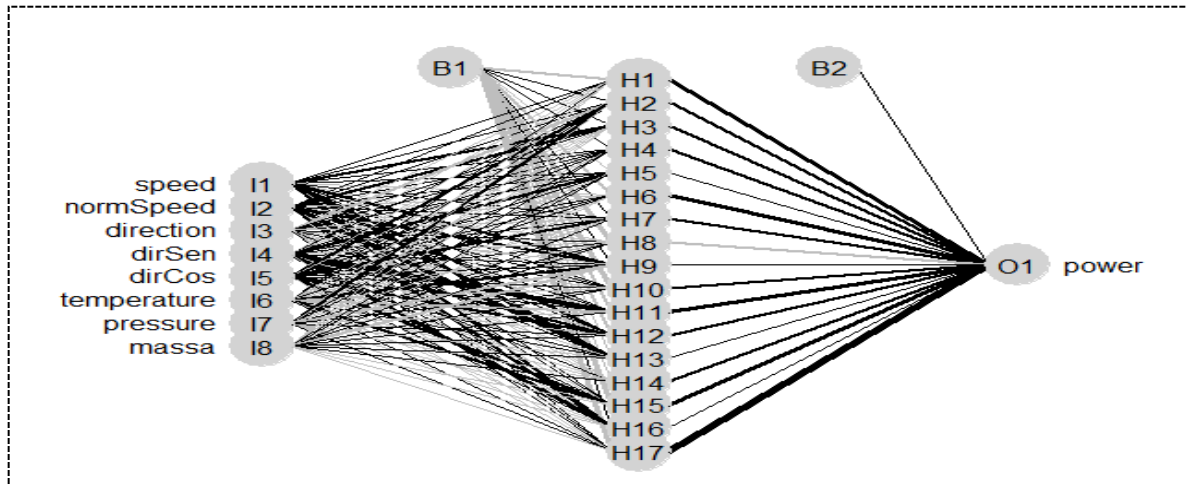 B1
B2
H1
H2
H3
H4
H5
H6
H7
H8
H9
H10
H11
H12
H13
H14
H15
H16
H17
speed I1
normSpeed I2
direction I3
dirSen I4
dirCos I5
temperature I6
pressure I7
massa I8
O1 power